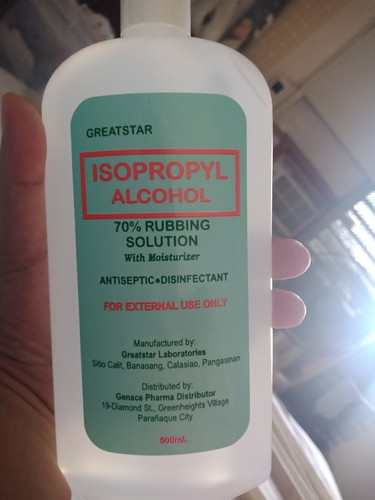 GREATSTAR
ISOPROPYL
ALCOHOL
70% RUBBING
SOLUTION
With Moisturizer
ANTISEPTIC●DISINFECTANT
FOR EXTERNAL USE ONLY
Manufactured by:
Greatstar Laboratories
Sitio Calit, Banaoang, Calasiao, Pangasinan
Distributed by:
Genace Pharma Distributor
19-Diamond St., Greenheights Village
Parañaque City
500mL